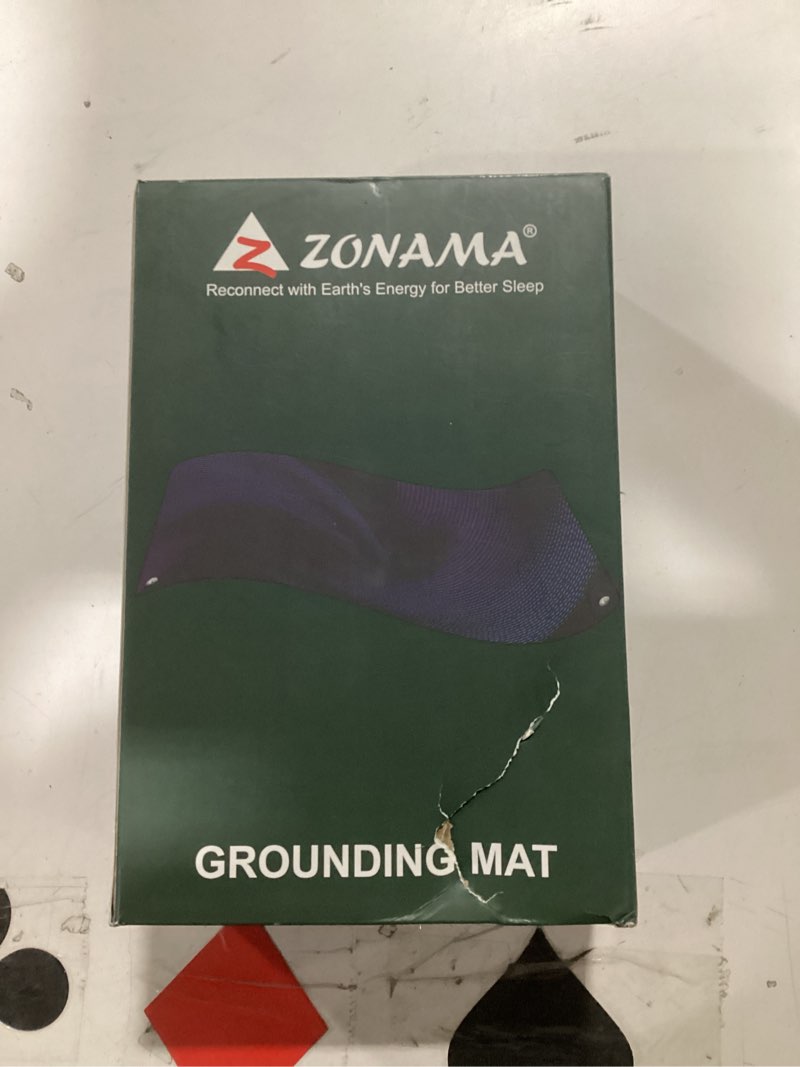 Z ZONAMA®
Reconnect with Earth's Energy for Better Sleep
GROUNDING MAT